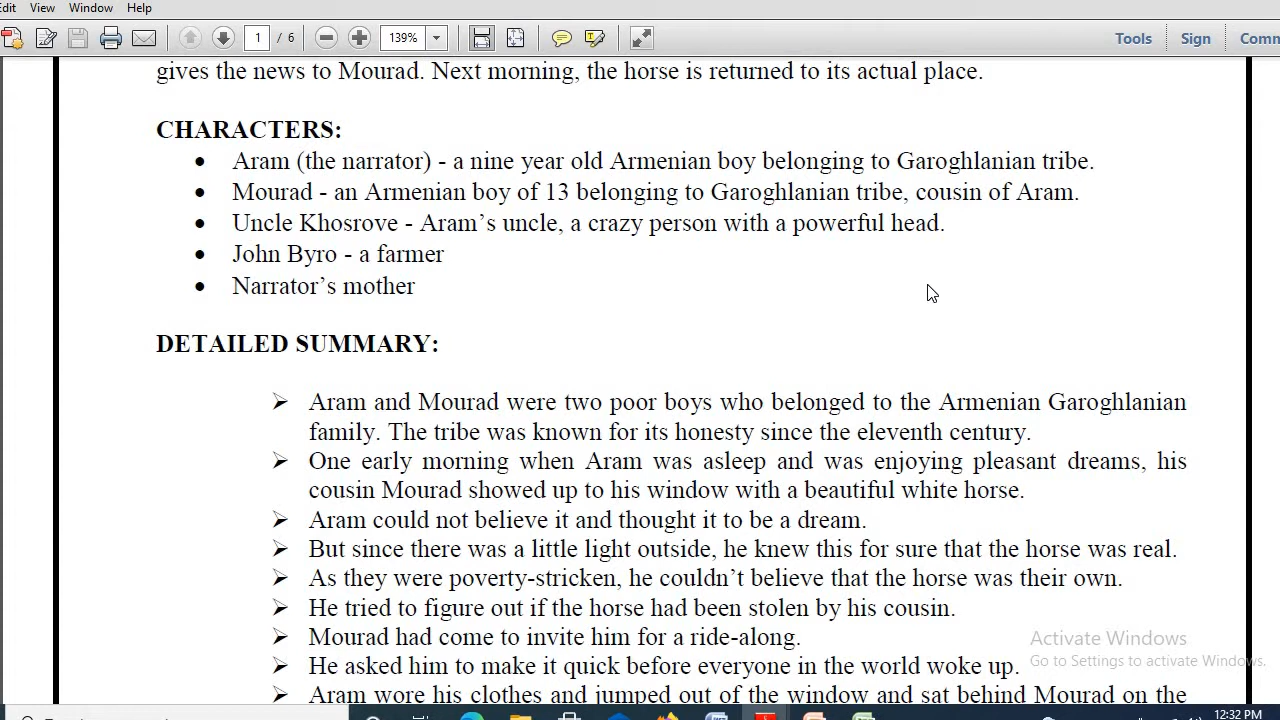 Edit View Window Help
1 / 6 139% Tools Sign Comm
gives the news to Mourad. Next morning, the horse is returned to its actual place.
CHARACTERS:
• Aram (the narrator) - a nine year old Armenian boy belonging to Garoghlanian tribe.
• Mourad - an Armenian boy of 13 belonging to Garoghlanian tribe, cousin of Aram.
• Uncle Khosrove - Aram’s uncle, a crazy person with a powerful head.
• John Byro - a farmer
• Narrator’s mother
DETAILED SUMMARY:
➢ Aram and Mourad were two poor boys who belonged to the Armenian Garoghlanian
family. The tribe was known for its honesty since the eleventh century.
➢ One early morning when Aram was asleep and was enjoying pleasant dreams, his
cousin Mourad showed up to his window with a beautiful white horse.
➢ Aram could not believe it and thought it to be a dream.
➢ But since there was a little light outside, he knew this for sure that the horse was real.
➢ As they were poverty-stricken, he couldn’t believe that the horse was their own.
➢ He tried to figure out if the horse had been stolen by his cousin.
➢ Mourad had come to invite him for a ride-along.
Activate Windows
Go to Settings to activate Windows.
➢ He asked him to make it quick before everyone in the world woke up.
➢ Aram wore his clothes and jumped out of the window and sat behind Mourad on the
12:32 PM